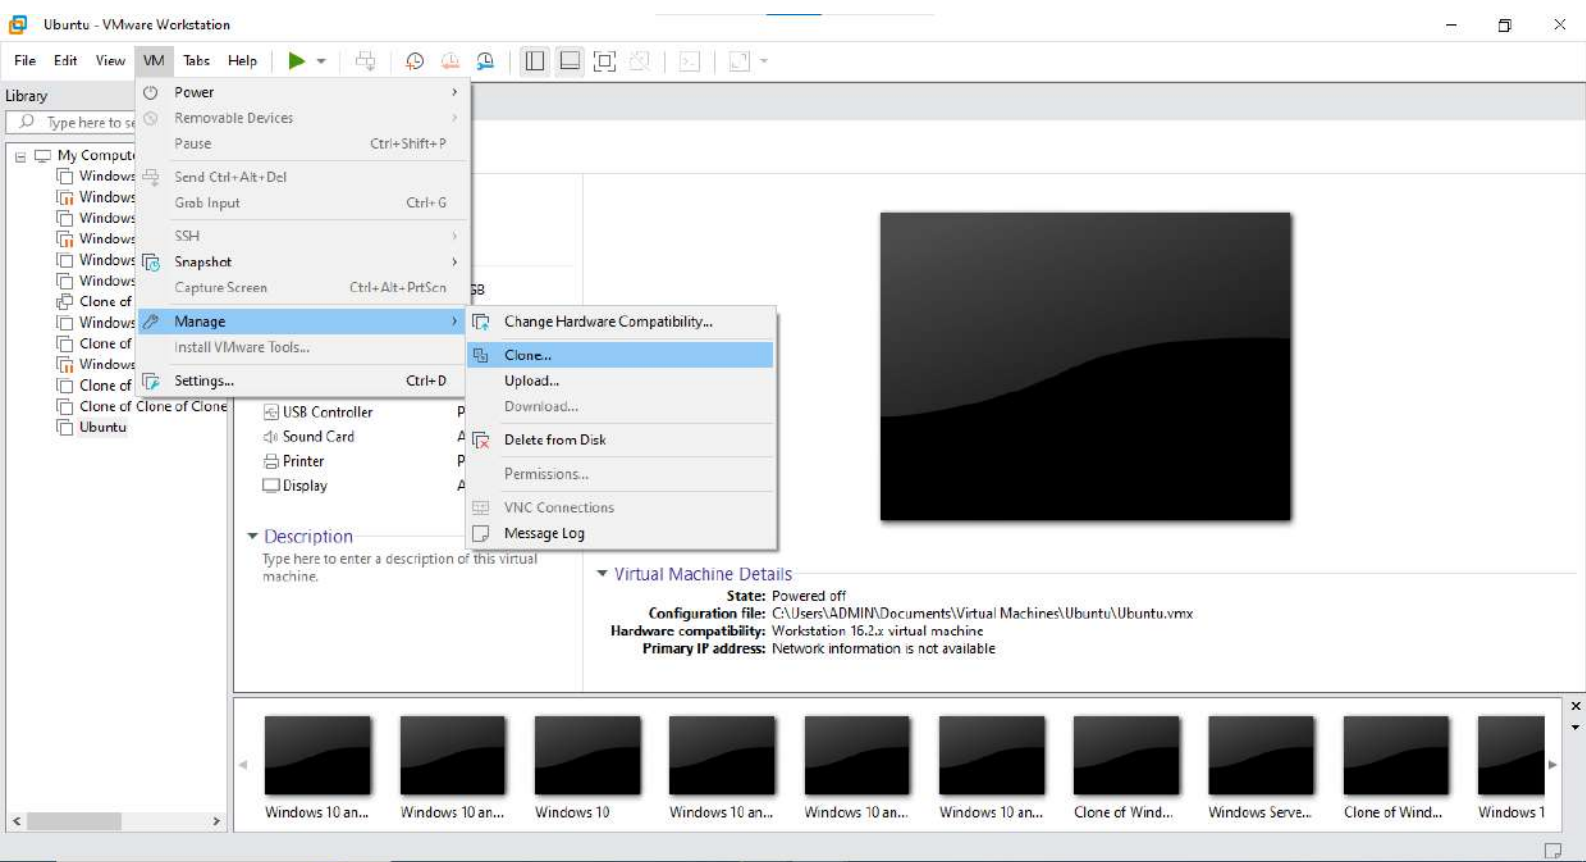 Ubuntu - VMware Workstation
File Edit View VM Tabs Help
Library
Type here to se
My Compute
Windows
Windows
Windows
Windows
Windows
Windows
Clone of
Windows
Clone of
Windows
Clone of
Clone of Clone of Clone
Ubuntu
Power
Removable Devices
Pause Ctrl+Shift+P
Send Ctrl+Alt+Del
Grab Input Ctrl+G
SSH
Snapshot
Capture Screen Ctrl+Alt+PrtScn
Manage
Install VMware Tools...
Settings... Ctrl+D
GB
Change Hardware Compatibility...
Clone...
Upload...
Download...
Delete from Disk
Permissions...
VNC Connections
Message Log
USB Controller P
Sound Card A
Printer P
Display A
Description
Type here to enter a description of this virtual
machine.
Virtual Machine Details
State: Powered off
Configuration file: C:\Users\ADMIN\Documents\Virtual Machines\Ubuntu\Ubuntu.vmx
Hardware compatibility: Workstation 16.2.x virtual machine
Primary IP address: Network information is not available
Windows 10 an... Windows 10 an... Windows 10 Windows 10 an... Windows 10 an... Windows 10 an... Clone of Wind... Windows Serve... Clone of Wind... Windows 1